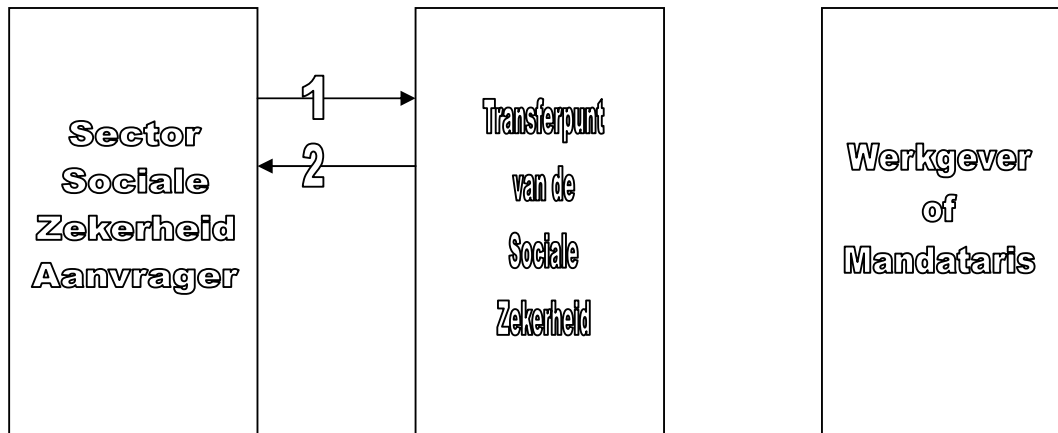 Sector
Sociale
Zekerheid
Aanvrager
1
2
Transferpunt
van de
Sociale
Zekerheid
Werkgever
of
Mandataris